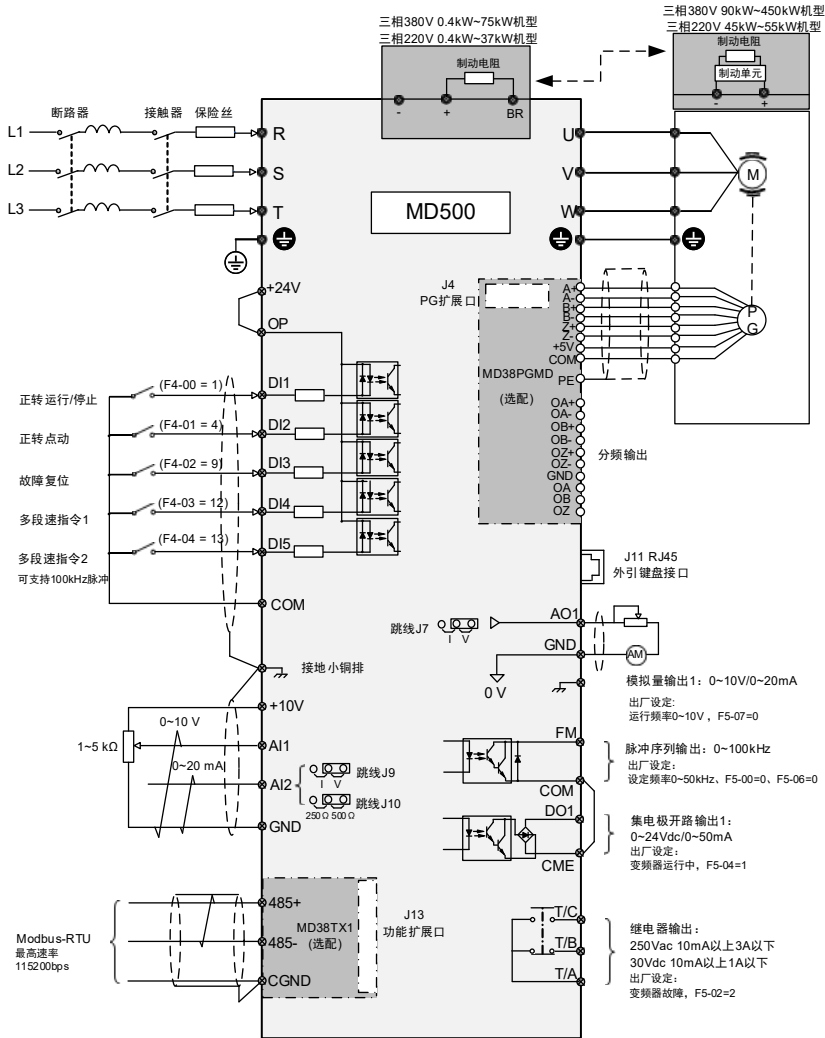 三相380V 0.4kW~75kW机型
三相220V 0.4kW~37kW机型
制动电阻
-
+
BR
三相380V 90kW~450kW机型
三相220V 45kW~55kW机型
制动电阻
制动单元
-
+
断路器
接触器
保险丝
L1
L2
L3
R
S
T
MD500
U
V
W
M
+24V
OP
J4
PG扩展口
MD38PGMD
(选配)
A+
A-
B+
B-
Z+
Z-
+5V
COM
PE
OA+
OA-
OB+
OB-
OZ+
OZ-
GND
OA
OB
OZ
PG
分频输出
正转运行/停止
(F4-00 = 1)
DI1
正转点动
(F4-01 = 4)
DI2
故障复位
(F4-02 = 9)
DI3
多段速指令1
(F4-03 = 12)
DI4
多段速指令2
(F4-04 = 13)
DI5
可支持100kHz脉冲
COM
J11 RJ45
外引键盘接口
跳线J7
I V
AO1
GND
0 V
AM
模拟量输出1：0~10V/0~20mA
出厂设定:
运行频率0~10V，F5-07=0
接地小铜排
+10V
0~10 V
1~5 kΩ
AI1
0~20 mA
AI2
跳线J9
I V
跳线J10
250Ω 500Ω
GND
FM
COM
脉冲序列输出：0~100kHz
出厂设定：
设定频率0~50kHz、F5-00=0、F5-06=0
DO1
CME
集电极开路输出1：
0~24Vdc/0~50mA
出厂设定：
变频器运行中，F5-04=1
485+
485-
CGND
MD38TX1
(选配)
J13
功能扩展口
Modbus-RTU
最高速率
115200bps
T/C
T/B
T/A
继电器输出：
250Vac 10mA以上3A以下
30Vdc 10mA以上1A以下
出厂设定：
变频器故障，F5-02=2